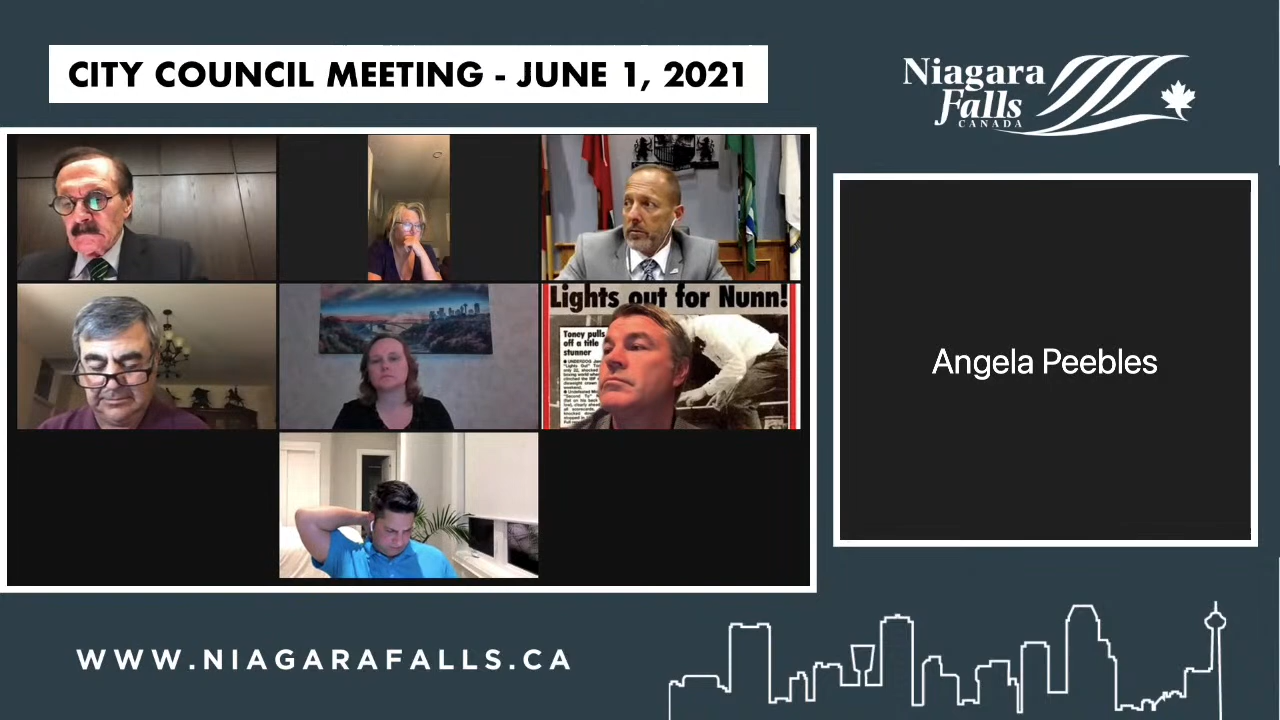 CITY COUNCIL MEETING - JUNE 1, 2021
Niagara
Falls
CANADA
Lights out for Nunn!
Toney pulls
off a title
stunner
Angela Peebles
WWW.NIAGARAFALLS.CA